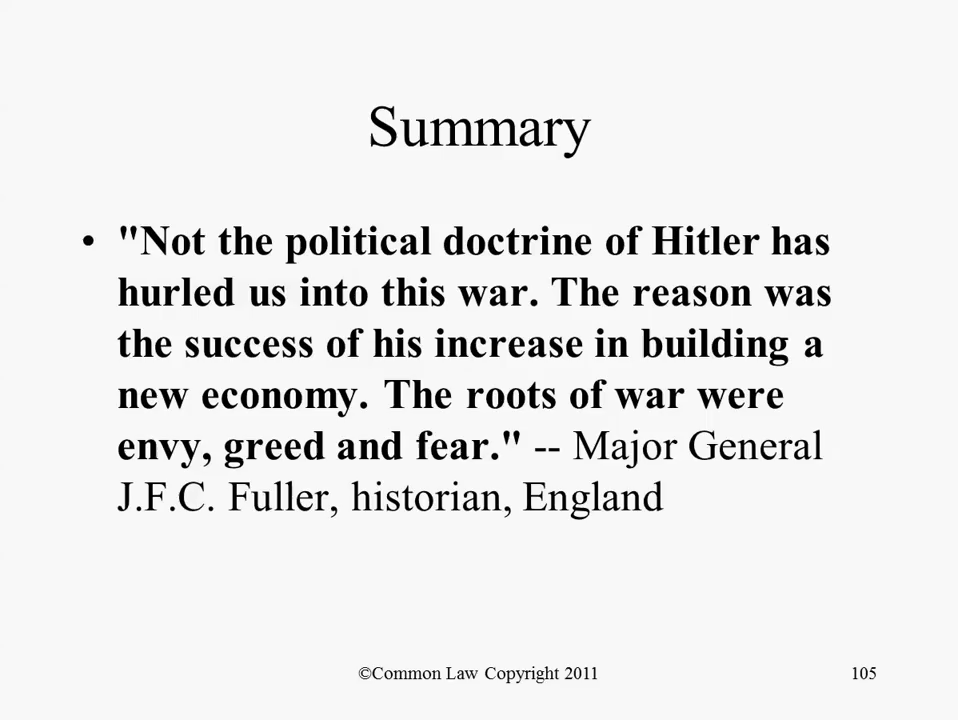 Summary
• "Not the political doctrine of Hitler has
hurled us into this war. The reason was
the success of his increase in building a
new economy. The roots of war were
envy, greed and fear." -- Major General
J.F.C. Fuller, historian, England
©Common Law Copyright 2011
105